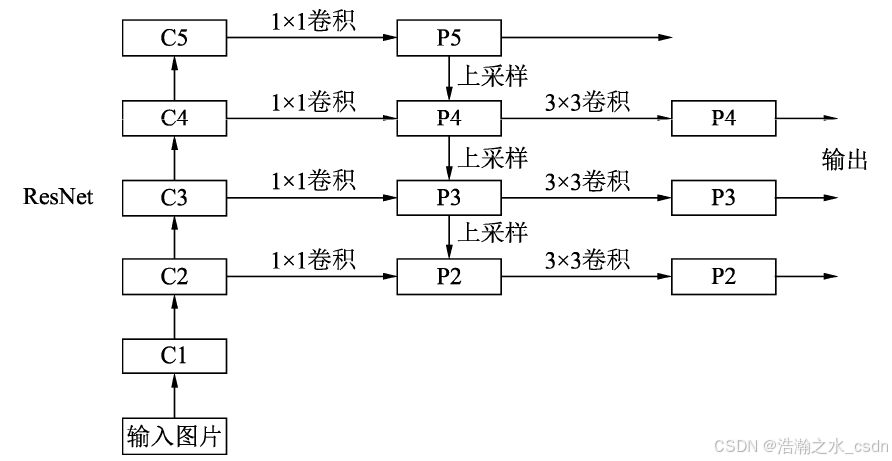 C5
1×1卷积
P5
上采样
C4
1×1卷积
P4
3×3卷积
P4
上采样
输出
ResNet
C3
1×1卷积
P3
3×3卷积
P3
上采样
C2
1×1卷积
P2
3×3卷积
P2
C1
输入图片
CSDN @浩瀚之水_csdn